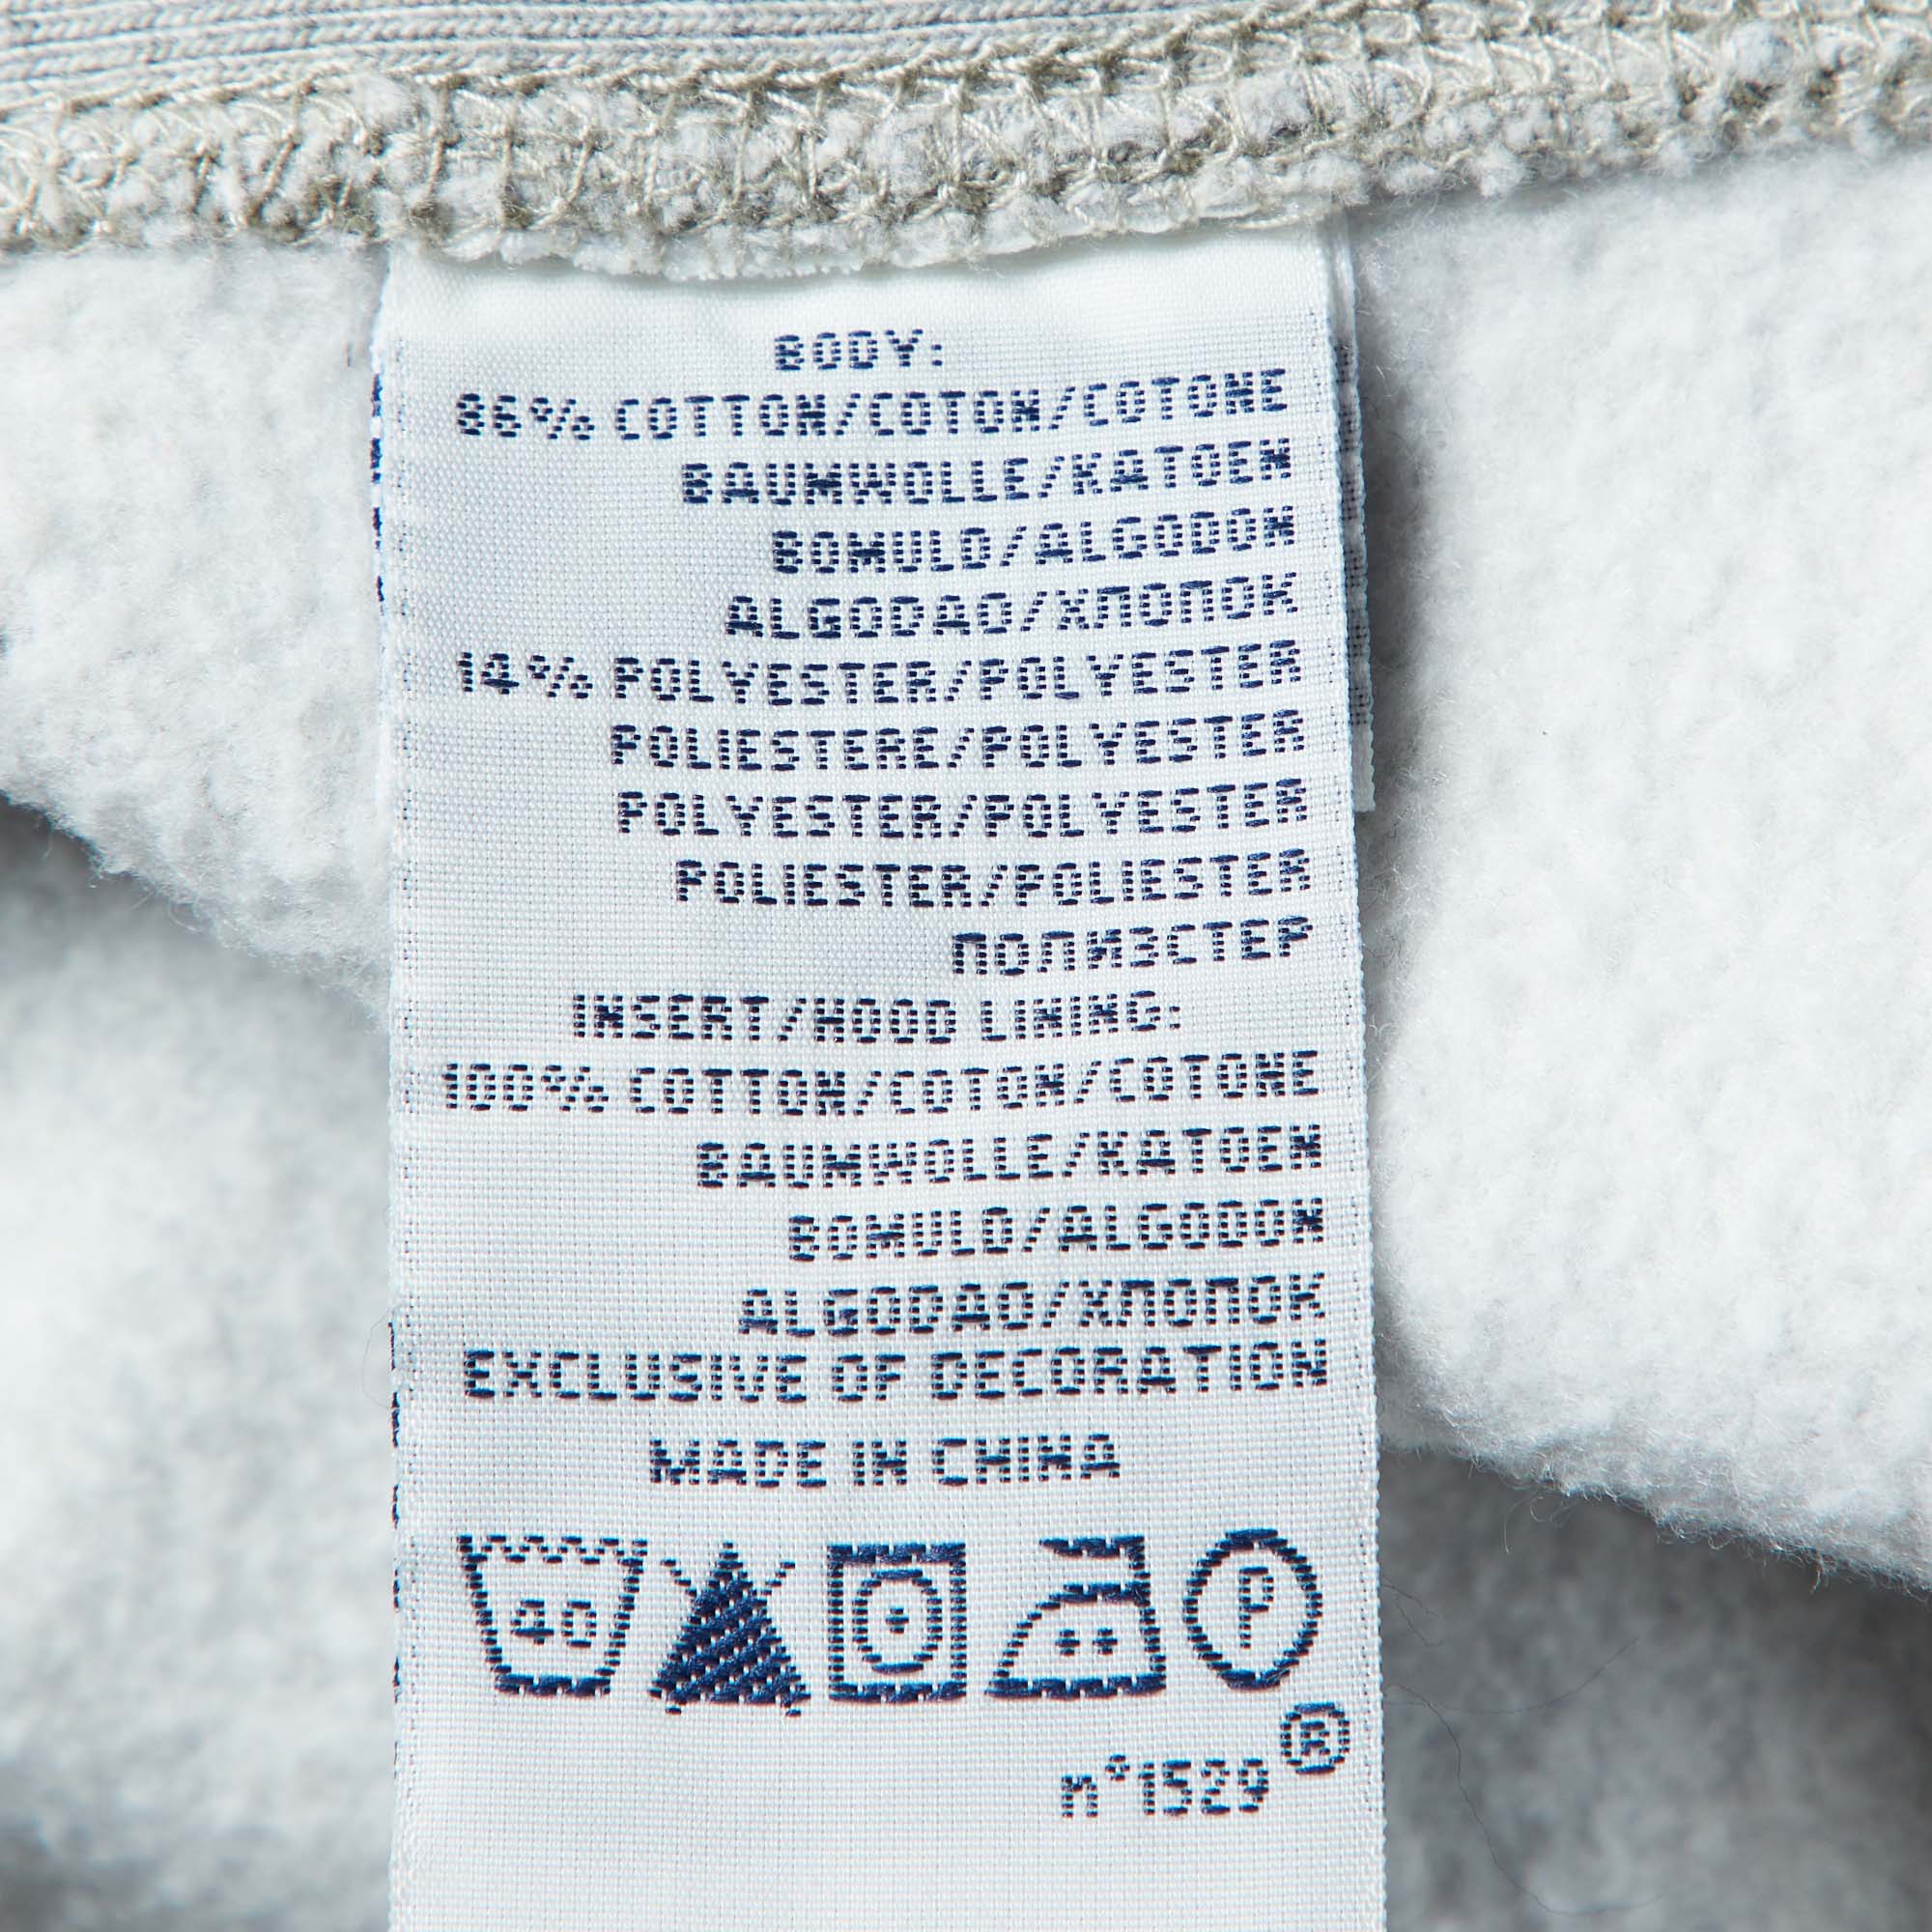 BODY:
86% COTTON/COTON/COTONE
BAUMWOLLE/KATOEN
BOMULD/ALGODON
ALGODAO/ХЛОПОК
14% POLYESTER/POLYESTER
POLIESTERE/POLYESTER
POLYESTER/POLYESTER
POLIESTER/POLIESTER
ПОЛИЗСТЕР
INSERT/HOOD LINING:
100% COTTON/COTON/COTONE
BAUMWOLLE/KATOEN
BOMULD/ALGODON
ALGODAO/ХЛОПОК
EXCLUSIVE OF DECORATION
MADE IN CHINA
40 P
®
n°1529